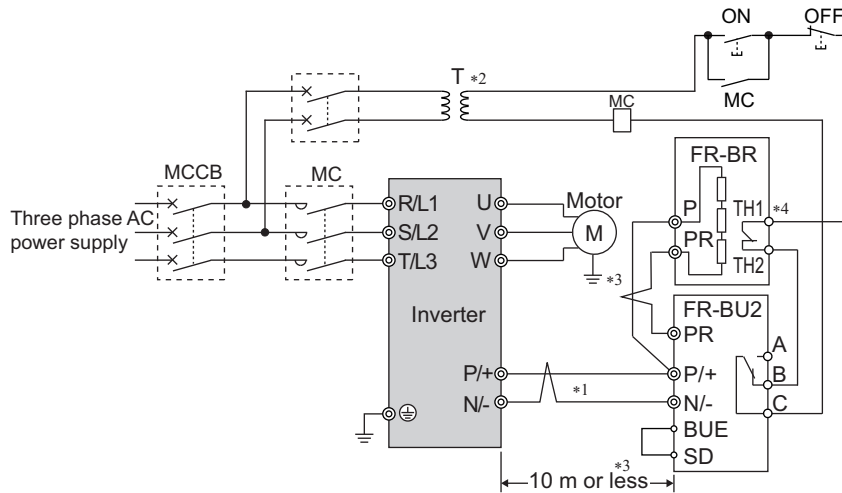 ON
OFF
T *2
MC
MC
FR-BR
MCCB
MC
Three phase AC
power supply
R/L1
S/L2
T/L3
U
V
W
Motor
M
*3
P
PR
TH1
TH2
*4
Inverter
FR-BU2
PR
A
B
C
P/+
N/-
*1
P/+
N/-
BUE
SD
10 m or less *3